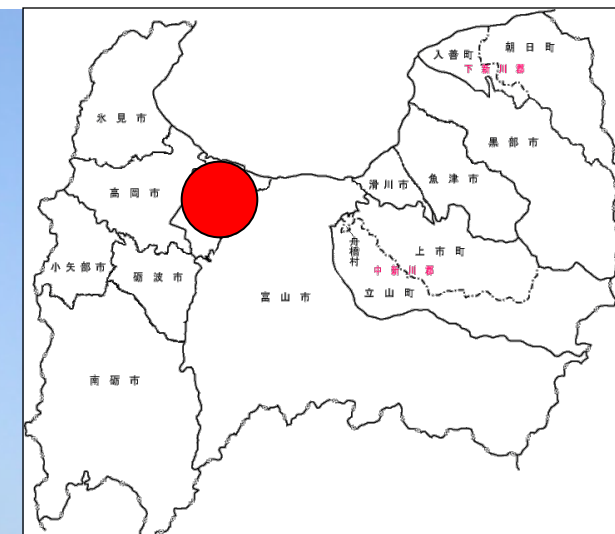 入善町
朝日町
下新川郡
氷見市
黒部市
魚津市
滑川市
高岡市
舟橋村
上市町
中新川郡
小矢部市
砺波市
富山市
立山町
南砺市